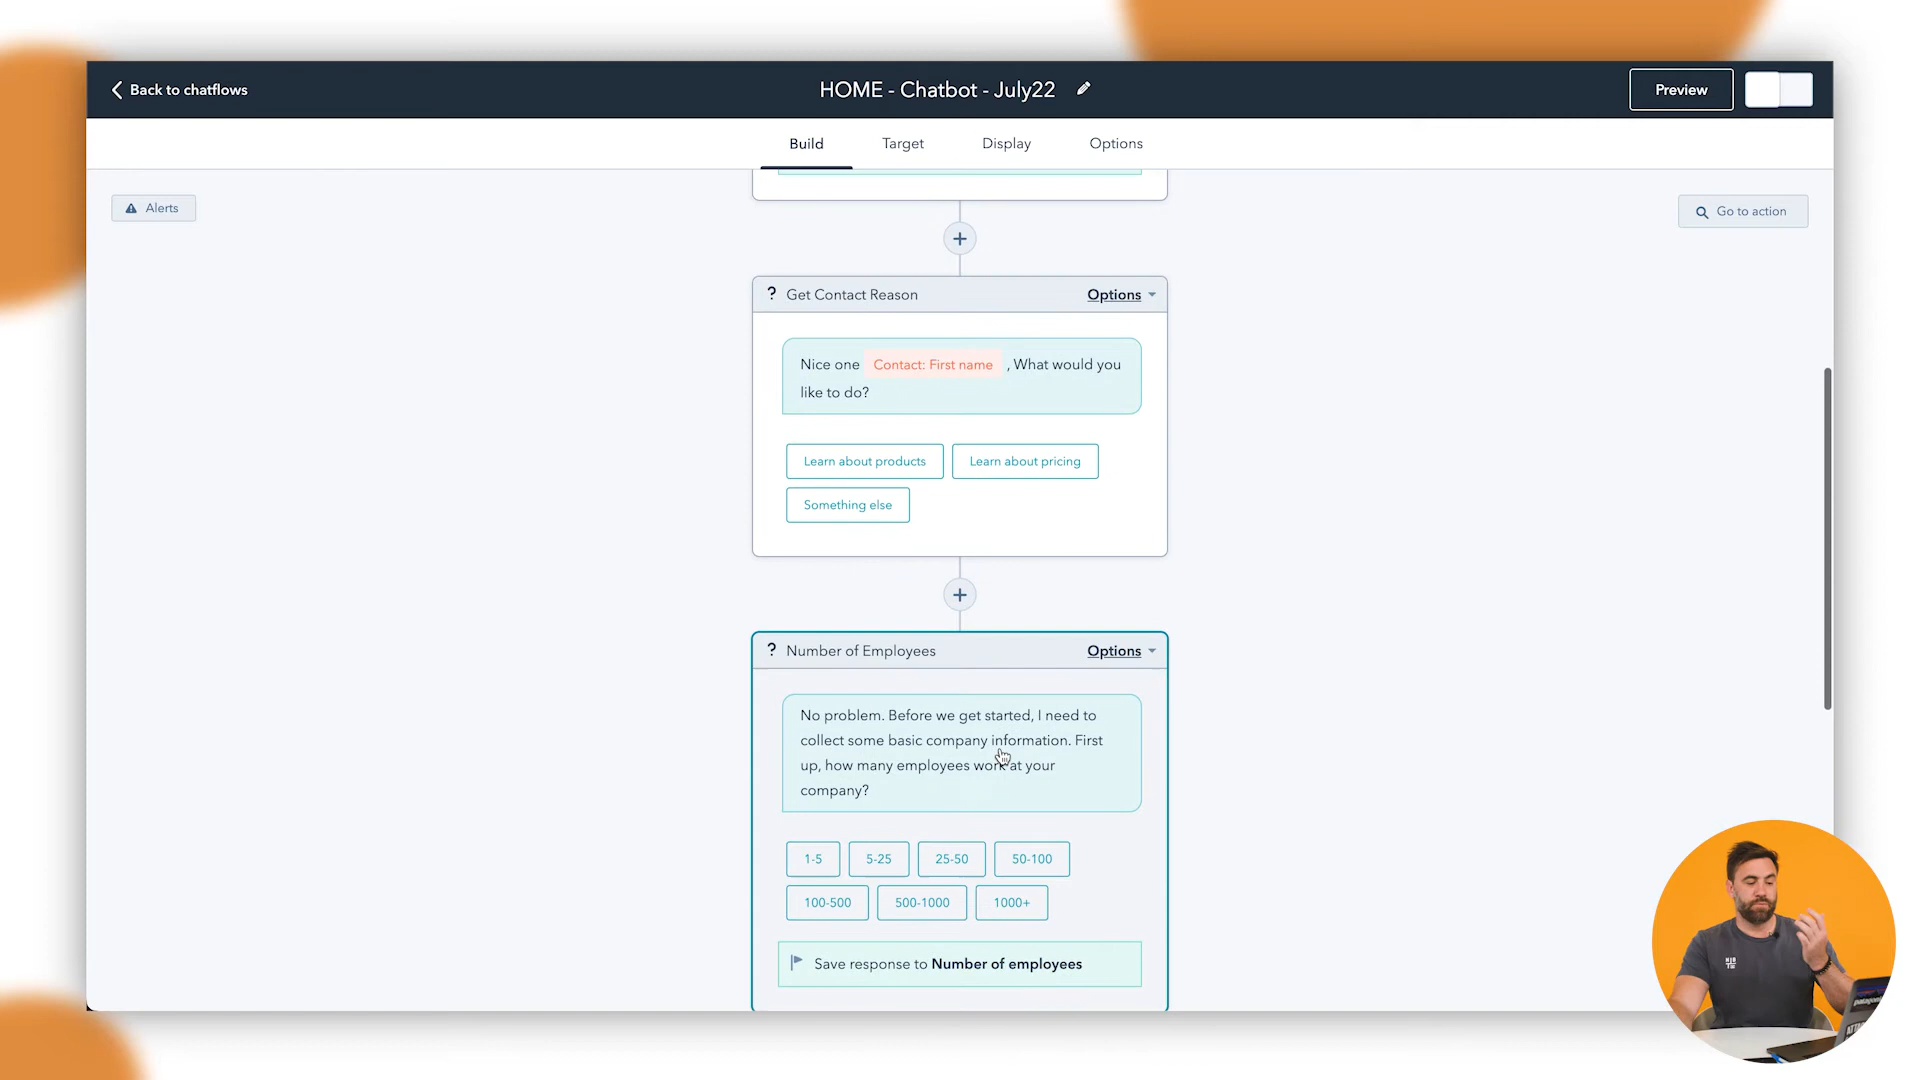 Back to chatflows
HOME - Chatbot - July22
Preview
Build
Target
Display
Options
Alerts
Go to action
? Get Contact Reason
Options
Nice one Contact: First name , What would you
like to do?
Learn about products
Learn about pricing
Something else
? Number of Employees
Options
No problem. Before we get started, I need to
collect some basic company information. First
up, how many employees work at your
company?
1-5
5-25
25-50
50-100
100-500
500-1000
1000+
Save response to Number of employees